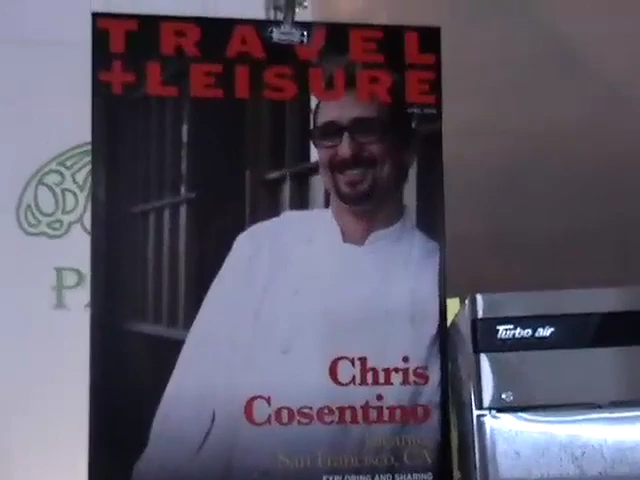 TRAVEL
+LEISURE
Chris
Cosentino
San Francisco, CA
EXPLORING AND SHARING
Turbo air